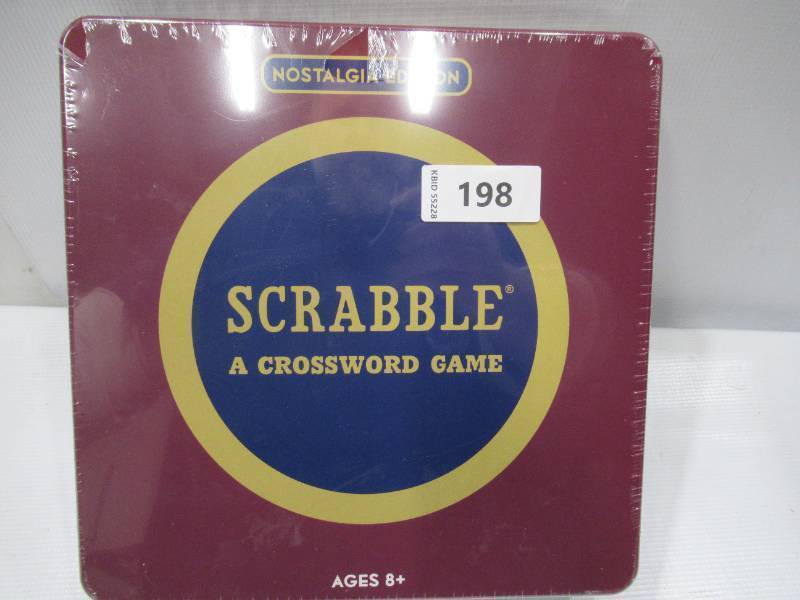 NOSTALGIA EDITION
KBID 55228
198
SCRABBLE®
A CROSSWORD GAME
AGES 8+